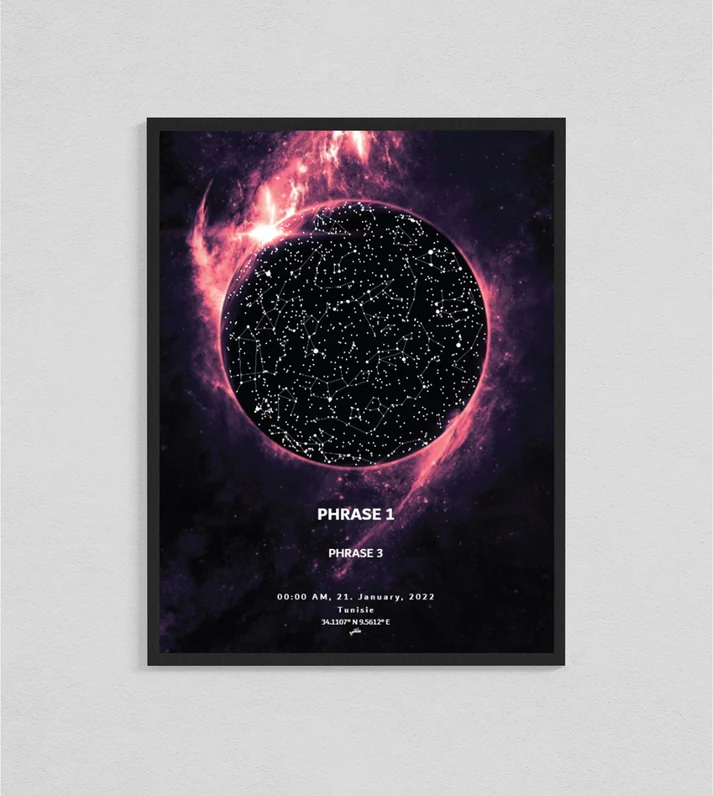 PHRASE 1
PHRASE 3
00:00 AM, 21. January, 2022
Tunisie
34.1107° N 9.5612° E